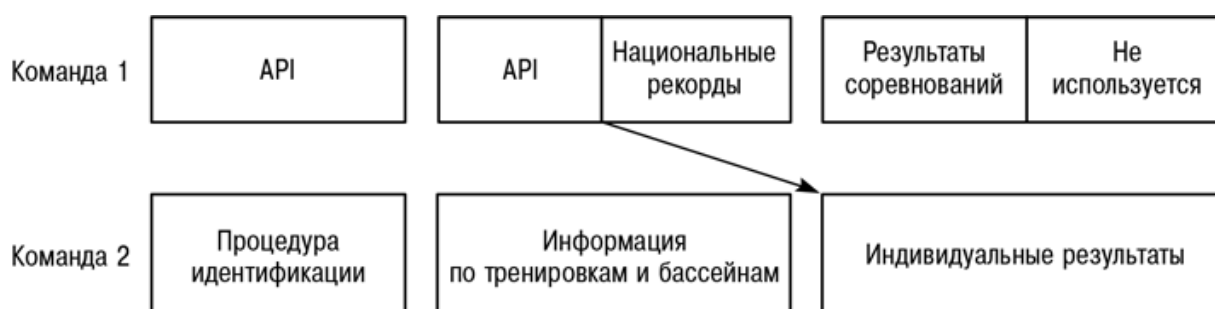 Команда 1
API
API
Национальные
рекорды
Результаты
соревнований
Не
используется
Команда 2
Процедура
идентификации
Информация
по тренировкам и бассейнам
Индивидуальные результаты